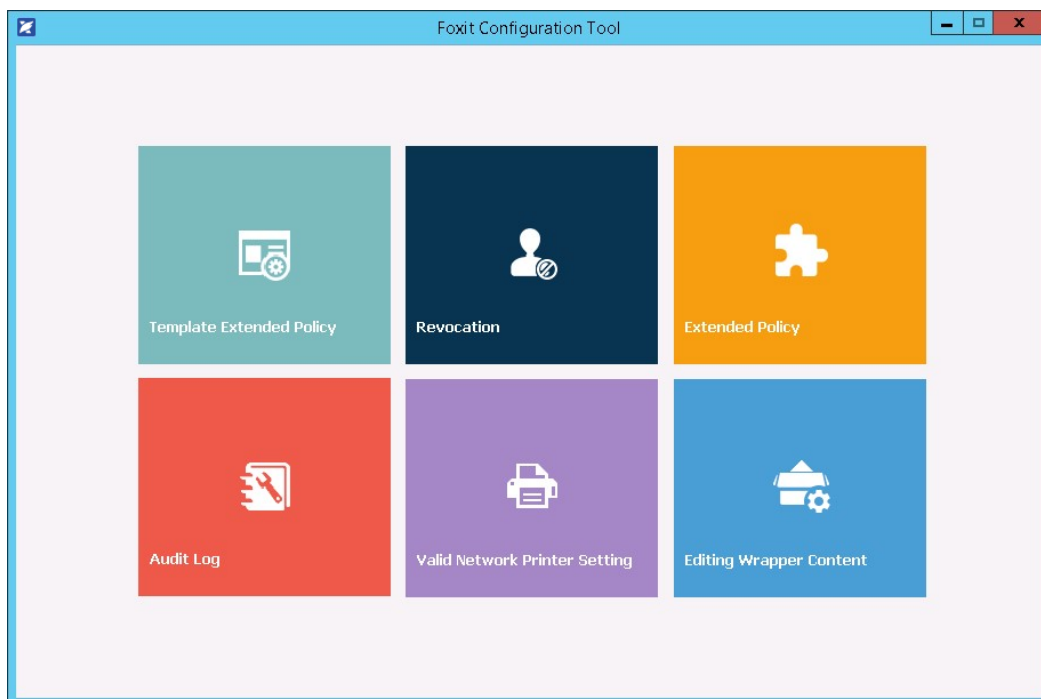 Foxit Configuration Tool
Template Extended Policy
Revocation
Extended Policy
Audit Log
Valid Network Printer Setting
Editing Wrapper Content